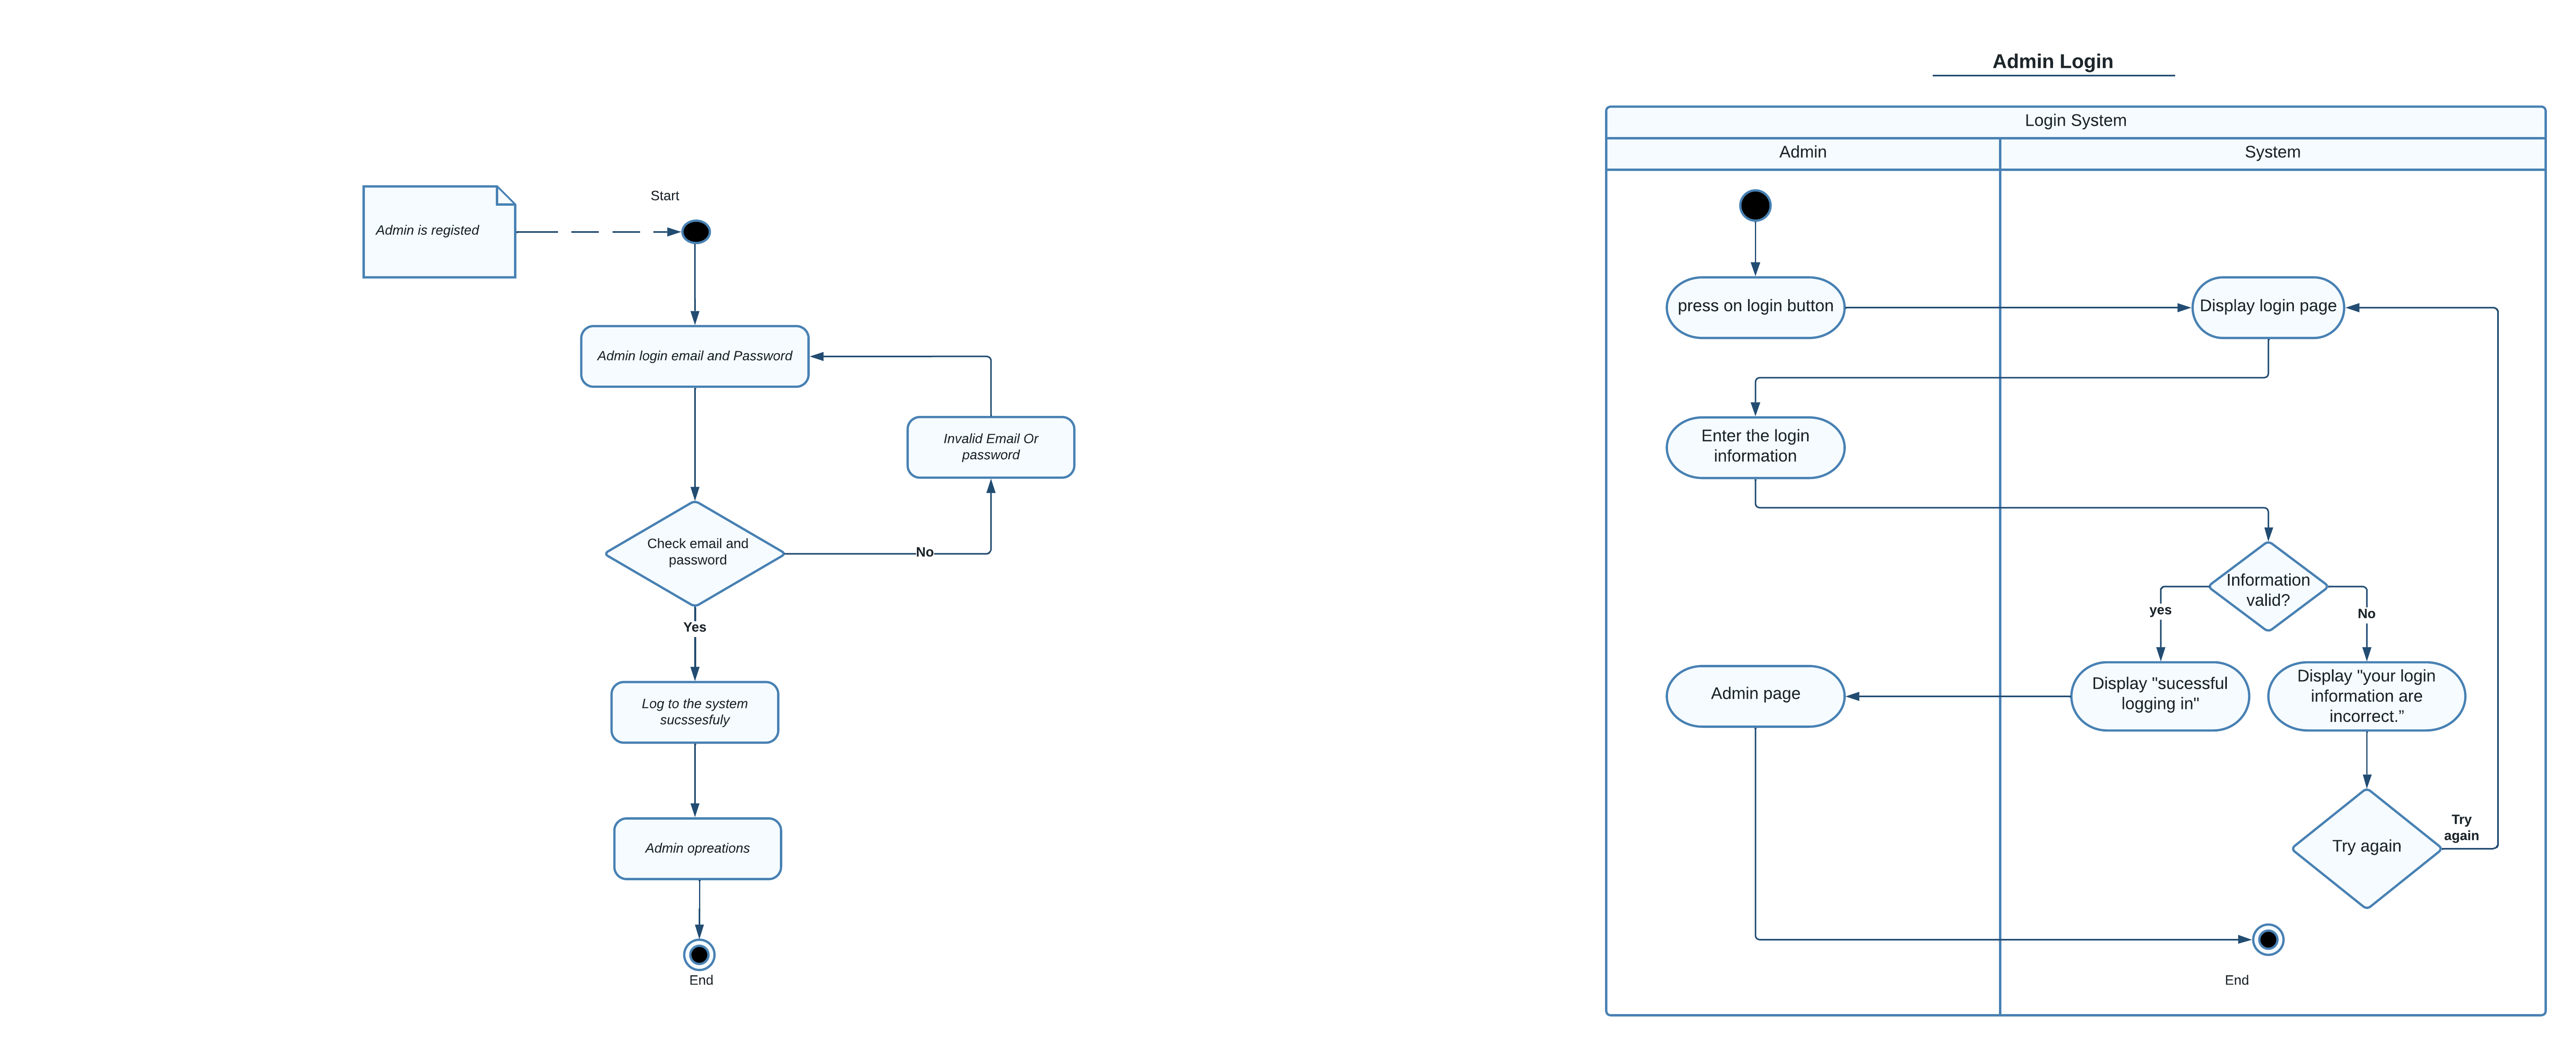 Start
Admin is registed
Admin login email and Password
Invalid Email Or
password
Check email and
password
No
Yes
Log to the system
sucssesfuly
Admin opreations
End
Admin Login
Login System
Admin
System
press on login button
Display login page
Enter the login
information
Information
valid?
yes
No
Admin page
Display "sucessful
logging in"
Display "your login
information are
incorrect.”
Try again
Try
again
End